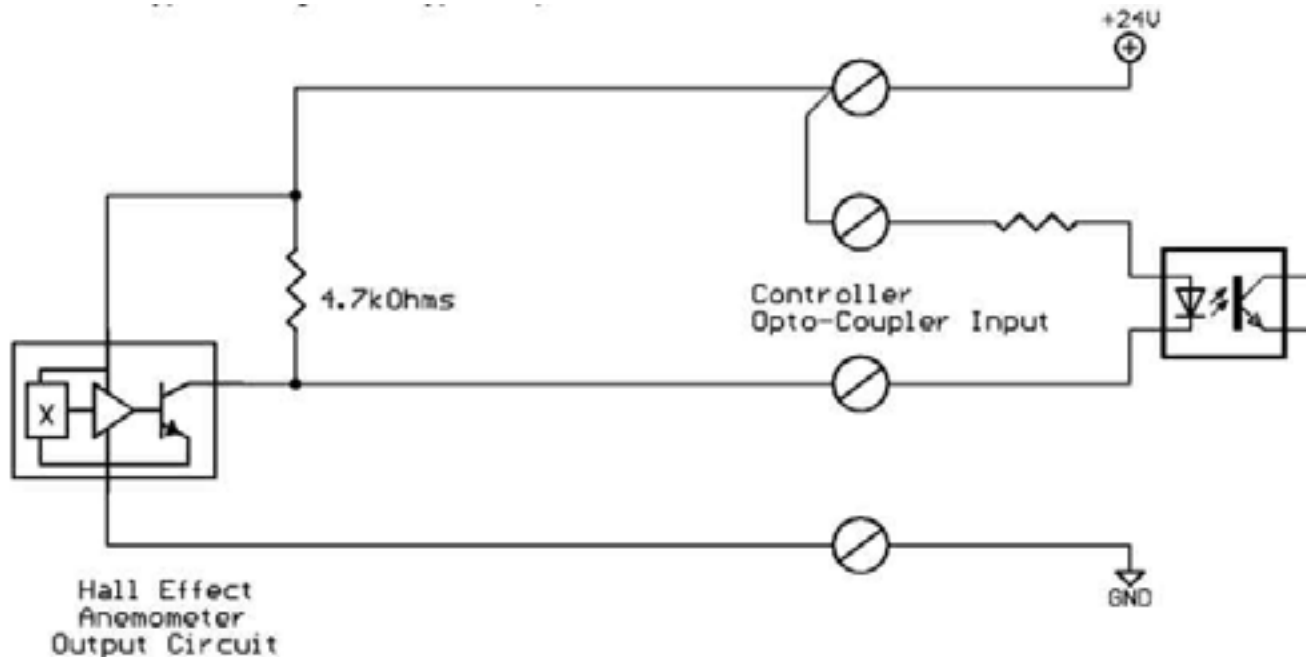 +24V
4.7kOhms
Controller
Opto-Coupler Input
X
Hall Effect
Anemometer
Output Circuit
GND